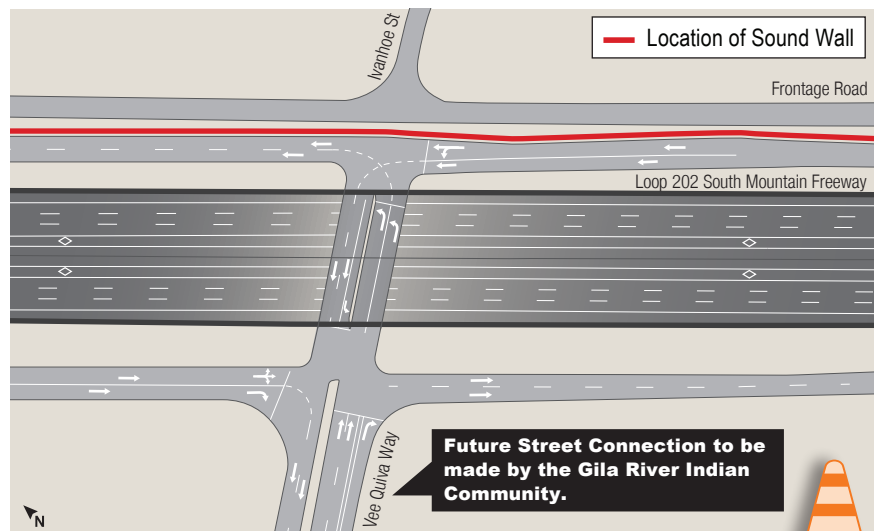 Ivanhoe St
Location of Sound Wall
Frontage Road
Loop 202 South Mountain Freeway
Vee Quiva Way
Future Street Connection to be
made by the Gila River Indian
Community.
N